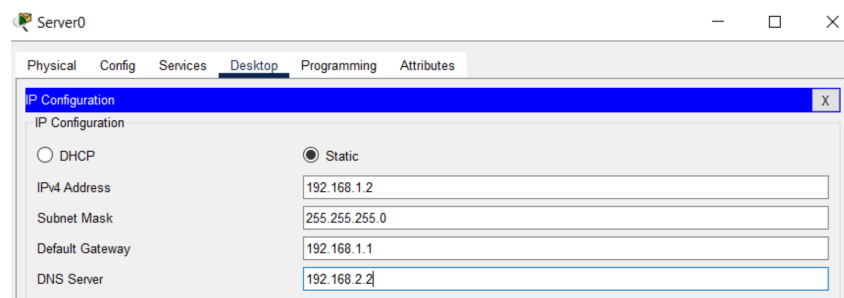 Server0
Physical Config Services Desktop Programming Attributes
IP Configuration X
IP Configuration
DHCP Static
IPv4 Address 192.168.1.2
Subnet Mask 255.255.255.0
Default Gateway 192.168.1.1
DNS Server 192.168.2.2